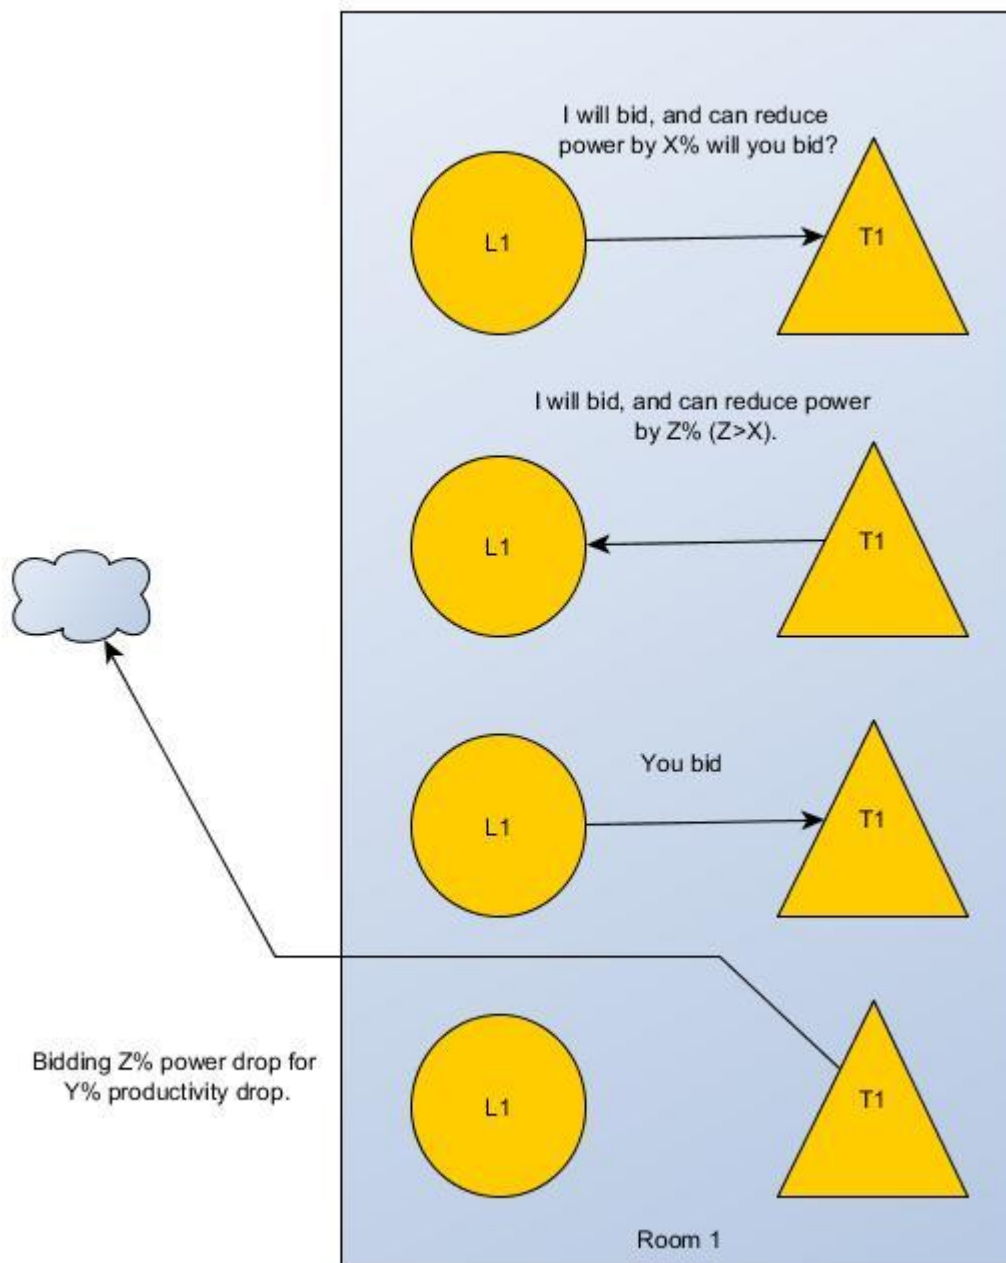 I will bid, and can reduce
power by X% will you bid?
L1
T1
I will bid, and can reduce power
by Z% (Z>X).
L1
T1
You bid
L1
T1
Bidding Z% power drop for
Y% productivity drop.
L1
T1
Room 1